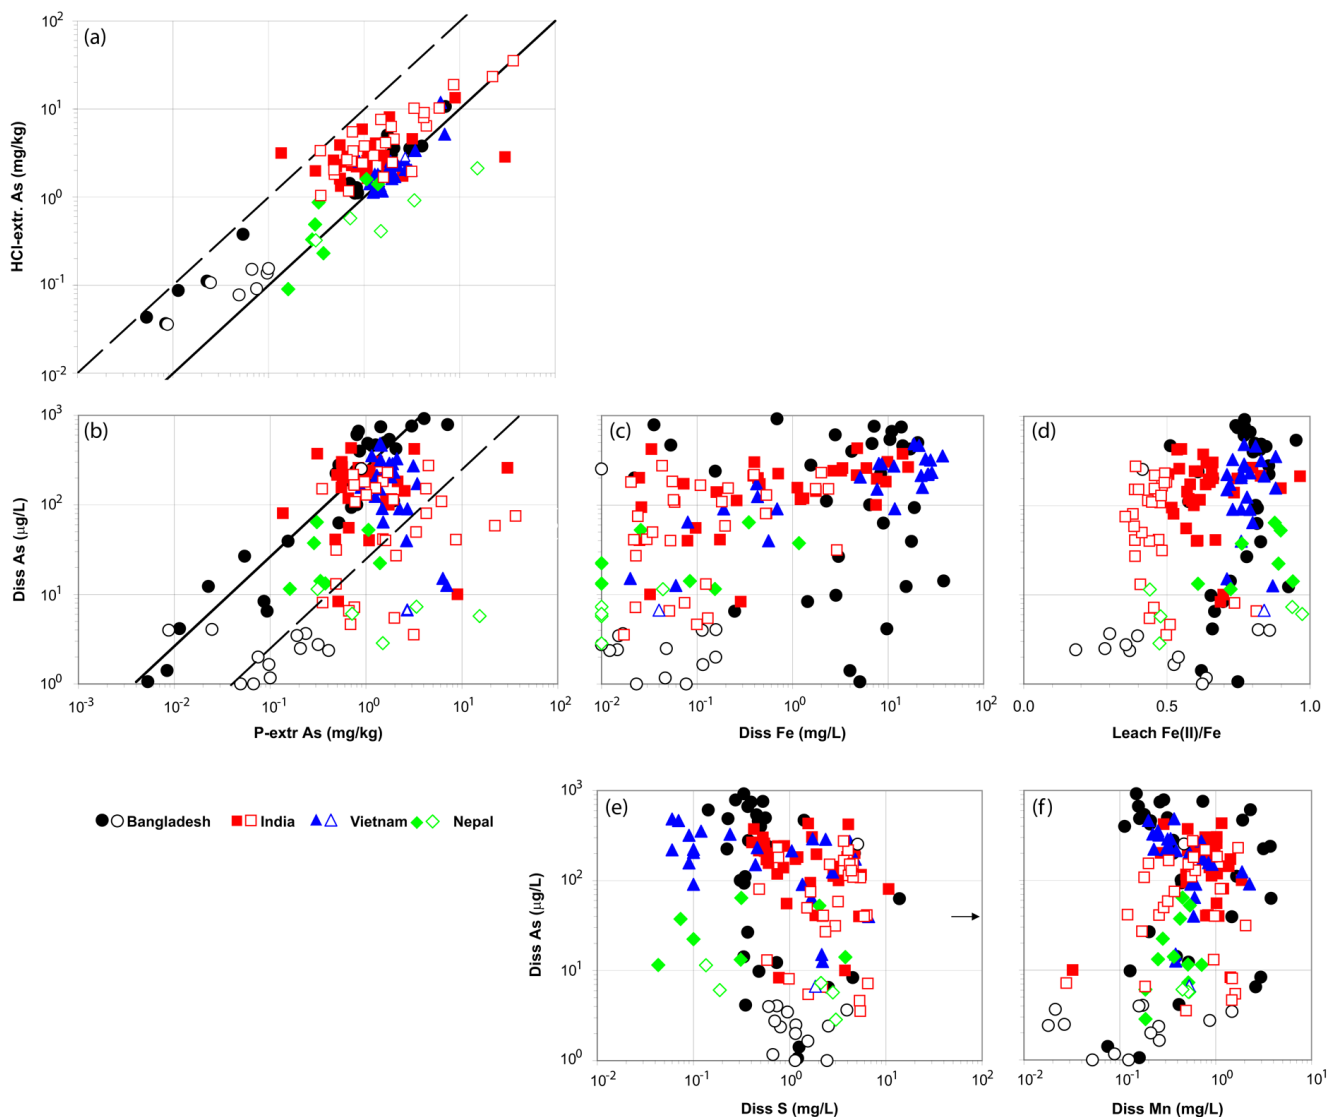 (a)
HCl-extr. As (mg/kg)
10²
10¹
10⁰
10⁻¹
10⁻²
(b)
Diss As (µg/L)
10³
10²
10¹
10⁰
10⁻³ 10⁻² 10⁻¹ 10⁰ 10¹ 10²
P-extr As (mg/kg)
(c)
10⁻² 10⁻¹ 10⁰ 10¹ 10²
Diss Fe (mg/L)
(d)
0.0 0.5 1.0
Leach Fe(II)/Fe
Bangladesh India Vietnam Nepal
(e)
Diss As (µg/L)
10³
10²
10¹
10⁰
10⁻² 10⁻¹ 10⁰ 10¹ 10²
Diss S (mg/L)
(f)
10⁻¹ 10⁰ 10¹
Diss Mn (mg/L)